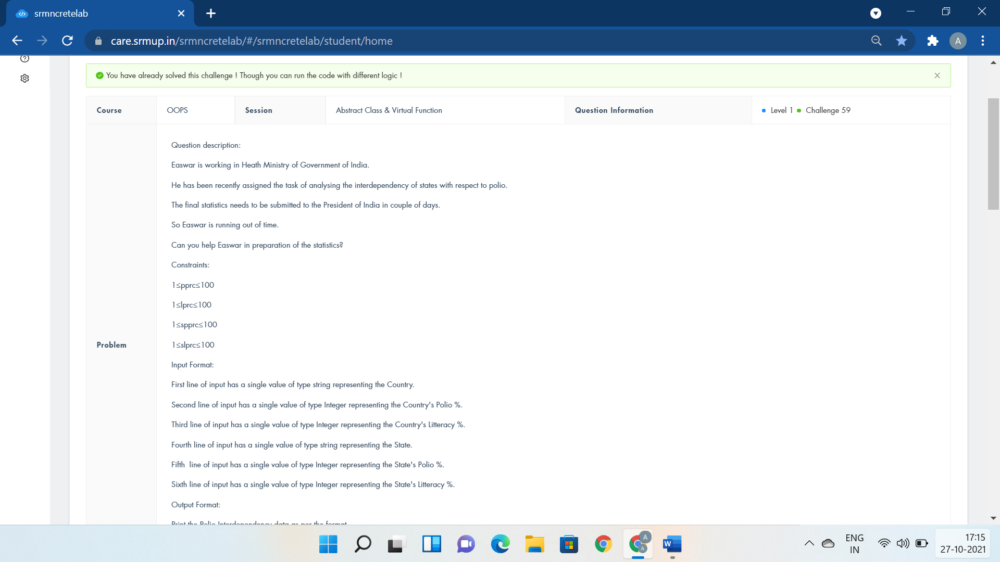 srmncretelab
care.srmup.in/srmncretelab/#/srmncretelab/student/home
A
You have already solved this challenge ! Though you can run the code with different logic !
Course OOPS Session Abstract Class & Virtual Function Question Information Level 1 Challenge 59
Question description:
Easwar is working in Heath Ministry of Government of India.
He has been recently assigned the task of analysing the interdependency of states with respect to polio.
The final statistics needs to be submitted to the President of India in couple of days.
So Easwar is running out of time.
Can you help Easwar in preparation of the statistics?
Constraints:
1≤pprc≤100
1≤lprc≤100
1≤spprc≤100
Problem
1≤slprc≤100
Input Format:
First line of input has a single value of type string representing the Country.
Second line of input has a single value of type Integer representing the Country's Polio %.
Third line of input has a single value of type Integer representing the Country's Litteracy %.
Fourth line of input has a single value of type string representing the State.
Fifth  line of input has a single value of type Integer representing the State's Polio %.
Sixth line of input has a single value of type Integer representing the State's Litteracy %.
Output Format:
Print the Polio Interdependency data as per the format
A
A
W
ENG
IN
17:15
27-10-2021